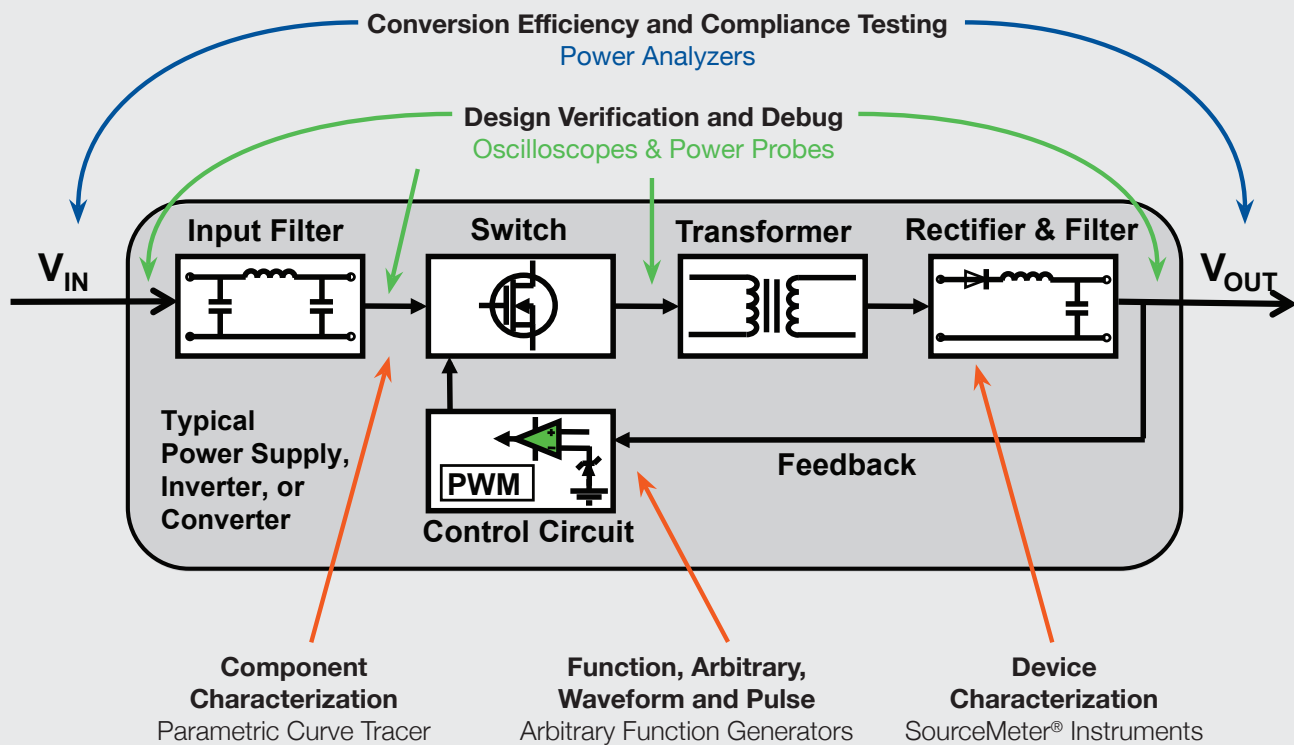 Conversion Efficiency and Compliance Testing
Power Analyzers
Design Verification and Debug
Oscilloscopes & Power Probes
Input Filter
Switch
Transformer
Rectifier & Filter
VIN
VOUT
Typical
Power Supply,
Inverter, or
Converter
+
−
PWM
Control Circuit
Feedback
Component
Characterization
Parametric Curve Tracer
Function, Arbitrary,
Waveform and Pulse
Arbitrary Function Generators
Device
Characterization
SourceMeter® Instruments